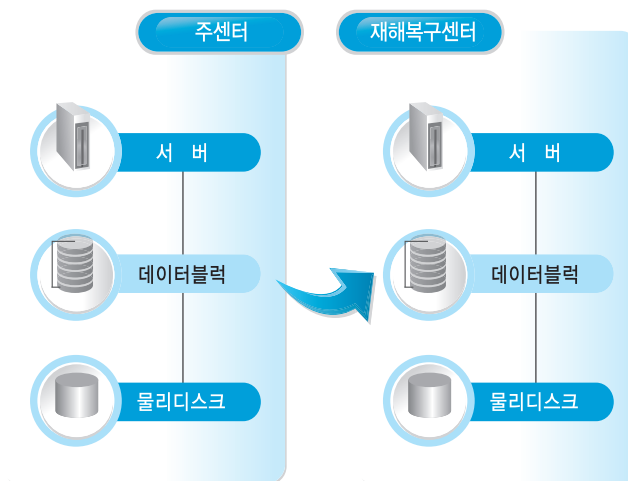 주센터
재해복구센터
서 버
서 버
데이터블럭
데이터블럭
물리디스크
물리디스크